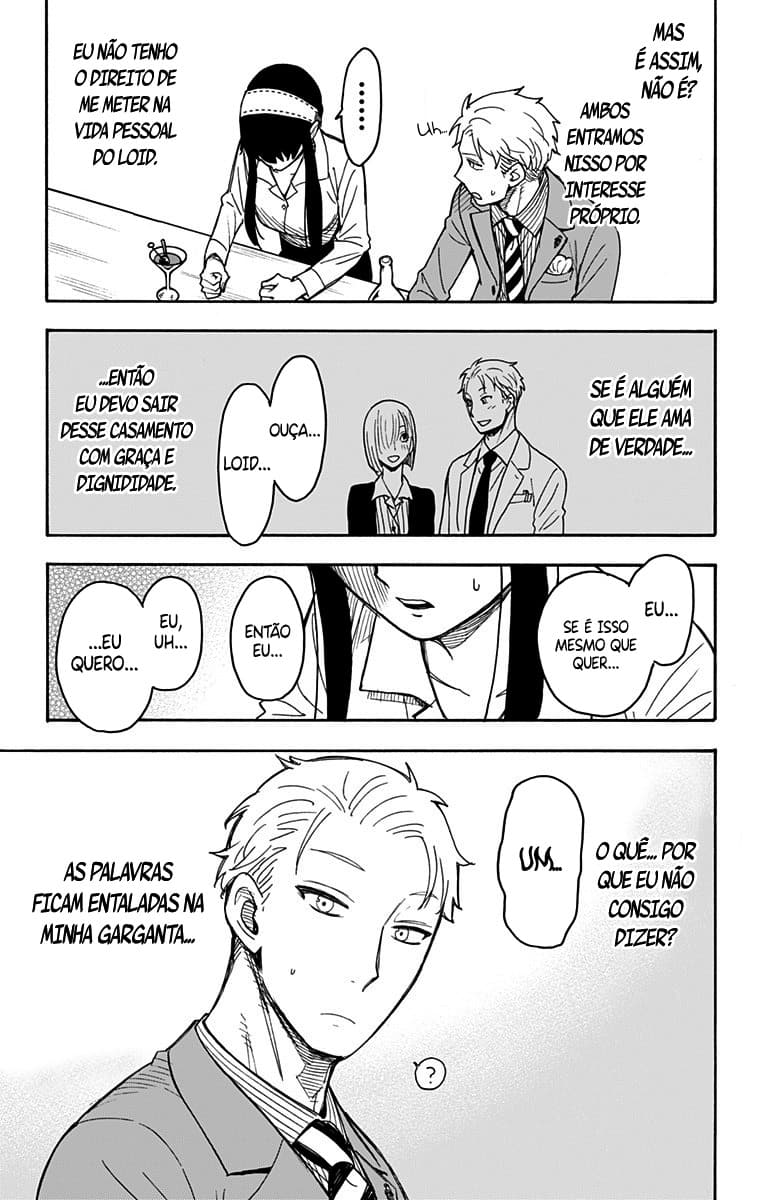 MAS
É ASSIM,
NÃO É?
AMBOS
ENTRAMOS
NISSO POR
INTERESSE
PRÓPRIO.
Uh...
......
EU NÃO TENHO
O DIREITO DE
ME METER NA
VIDA PESSOAL
DO LOID.
SE É ALGUÉM
QUE ELE AMA
DE VERDADE...
OUÇA...
LOID...
...ENTÃO
EU DEVO SAIR
DESSE CASAMENTO
COM GRAÇA E
DIGNIDIDADE.
EU...
SE É ISSO
MESMO QUE
QUER...
ENTÃO
EU...
EU,
UH...
...EU
QUERO...
O QUÊ... POR
QUE EU NÃO
CONSIGO
DIZER?
UM...
AS PALAVRAS
FICAM ENTALADAS NA
MINHA GARGANTA...
?